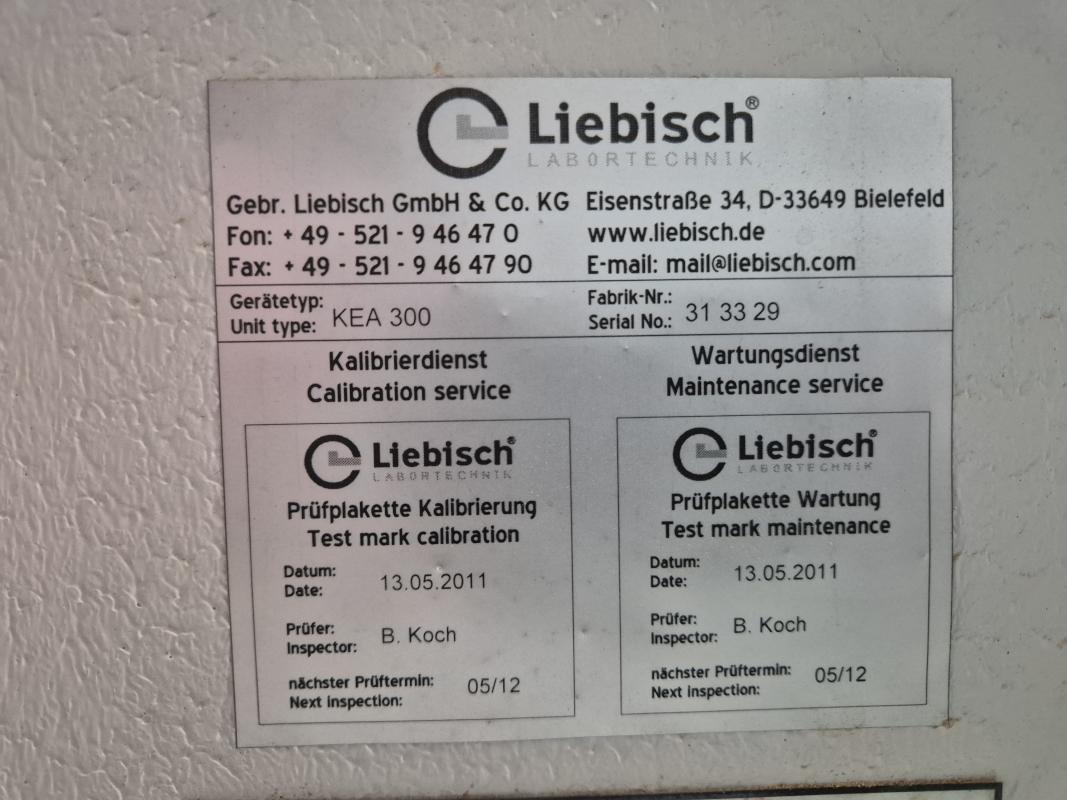 Liebisch®
LABORTECHNIK
Gebr. Liebisch GmbH & Co. KG Eisenstraße 34, D-33649 Bielefeld
Fon: + 49 - 521 - 9 46 47 0 www.liebisch.de
Fax: + 49 - 521 - 9 46 47 90 E-mail: mail@liebisch.com
Gerätetyp:
Unit type: KEA 300
Fabrik-Nr.:
Serial No.: 31 33 29
Kalibrierdienst
Calibration service
Liebisch®
LABORTECHNIK
Prüfplakette Kalibrierung
Test mark calibration
Datum:
Date: 13.05.2011
Prüfer:
Inspector: B. Koch
nächster Prüftermin: 05/12
Next inspection:
Wartungsdienst
Maintenance service
Liebisch®
LABORTECHNIK
Prüfplakette Wartung
Test mark maintenance
Datum:
Date: 13.05.2011
Prüfer:
Inspector: B. Koch
nächster Prüftermin: 05/12
Next inspection: